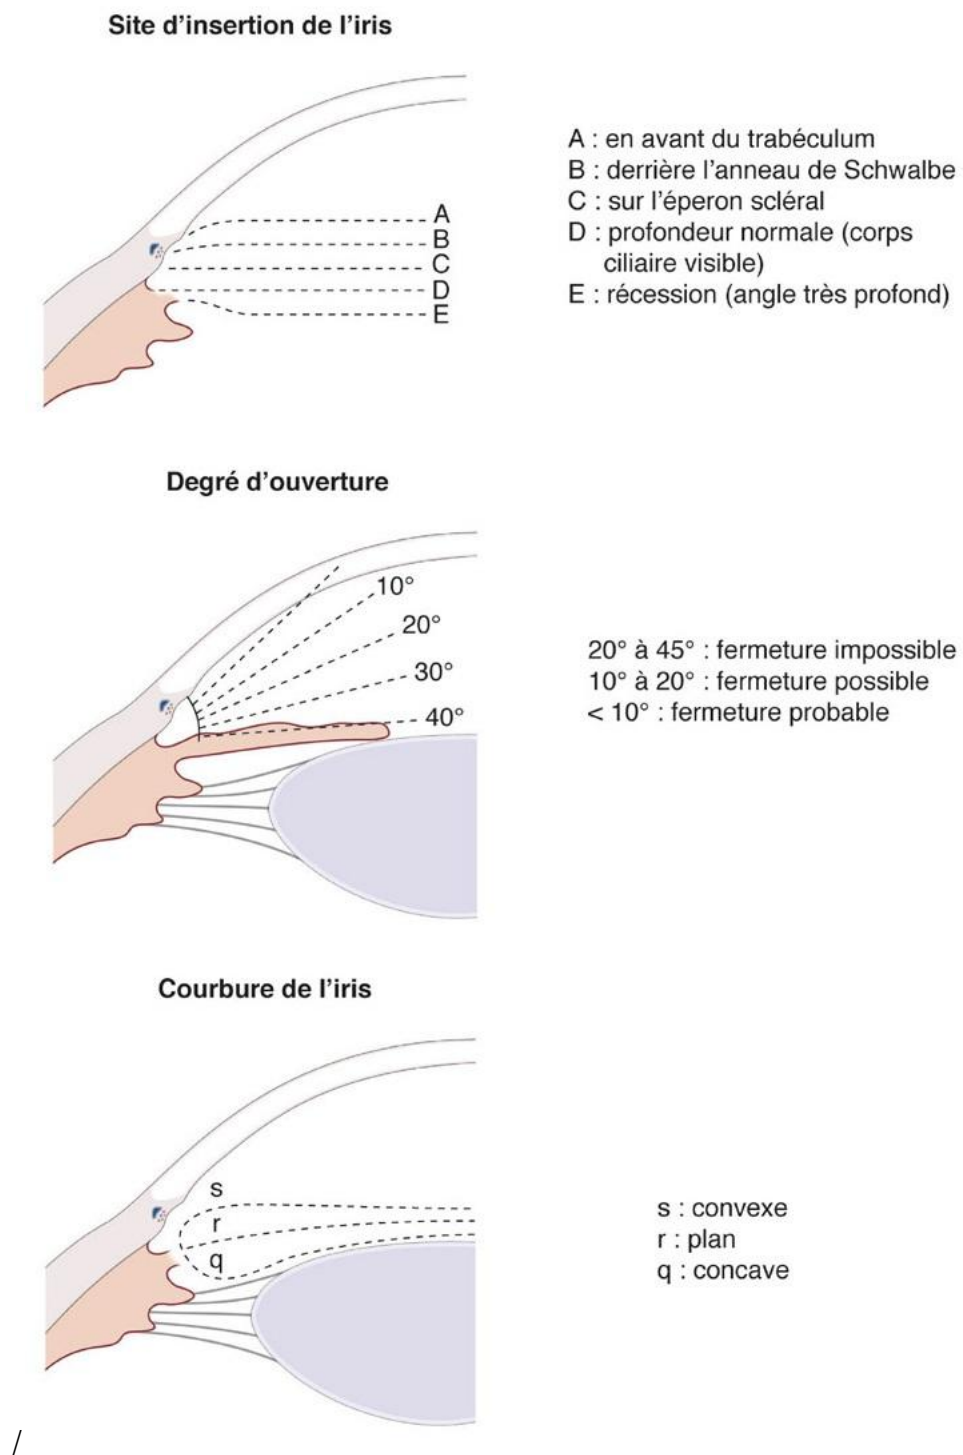 Site d’insertion de l’iris
A
B
C
D
E
A : en avant du trabéculum
B : derrière l’anneau de Schwalbe
C : sur l’éperon scléral
D : profondeur normale (corps
ciliaire visible)
E : récession (angle très profond)
Degré d’ouverture
10°
20°
30°
40°
20° à 45° : fermeture impossible
10° à 20° : fermeture possible
< 10° : fermeture probable
Courbure de l’iris
s
r
q
s : convexe
r : plan
q : concave
/